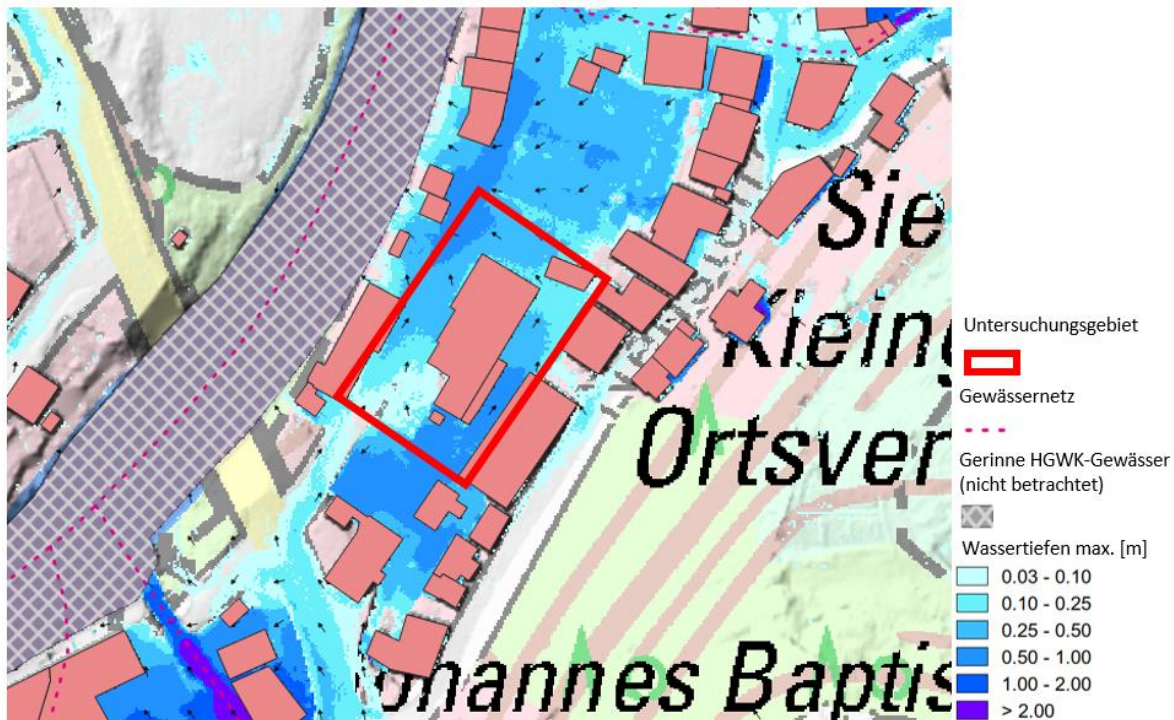 Sie
Kleing
Ortsver
ohannes Baptis
Untersuchungsgebiet
Gewässernetz
Gerinne HGWK-Gewässer
(nicht betrachtet)
Wassertiefen max. [m]
0.03 - 0.10
0.10 - 0.25
0.25 - 0.50
0.50 - 1.00
1.00 - 2.00
> 2.00